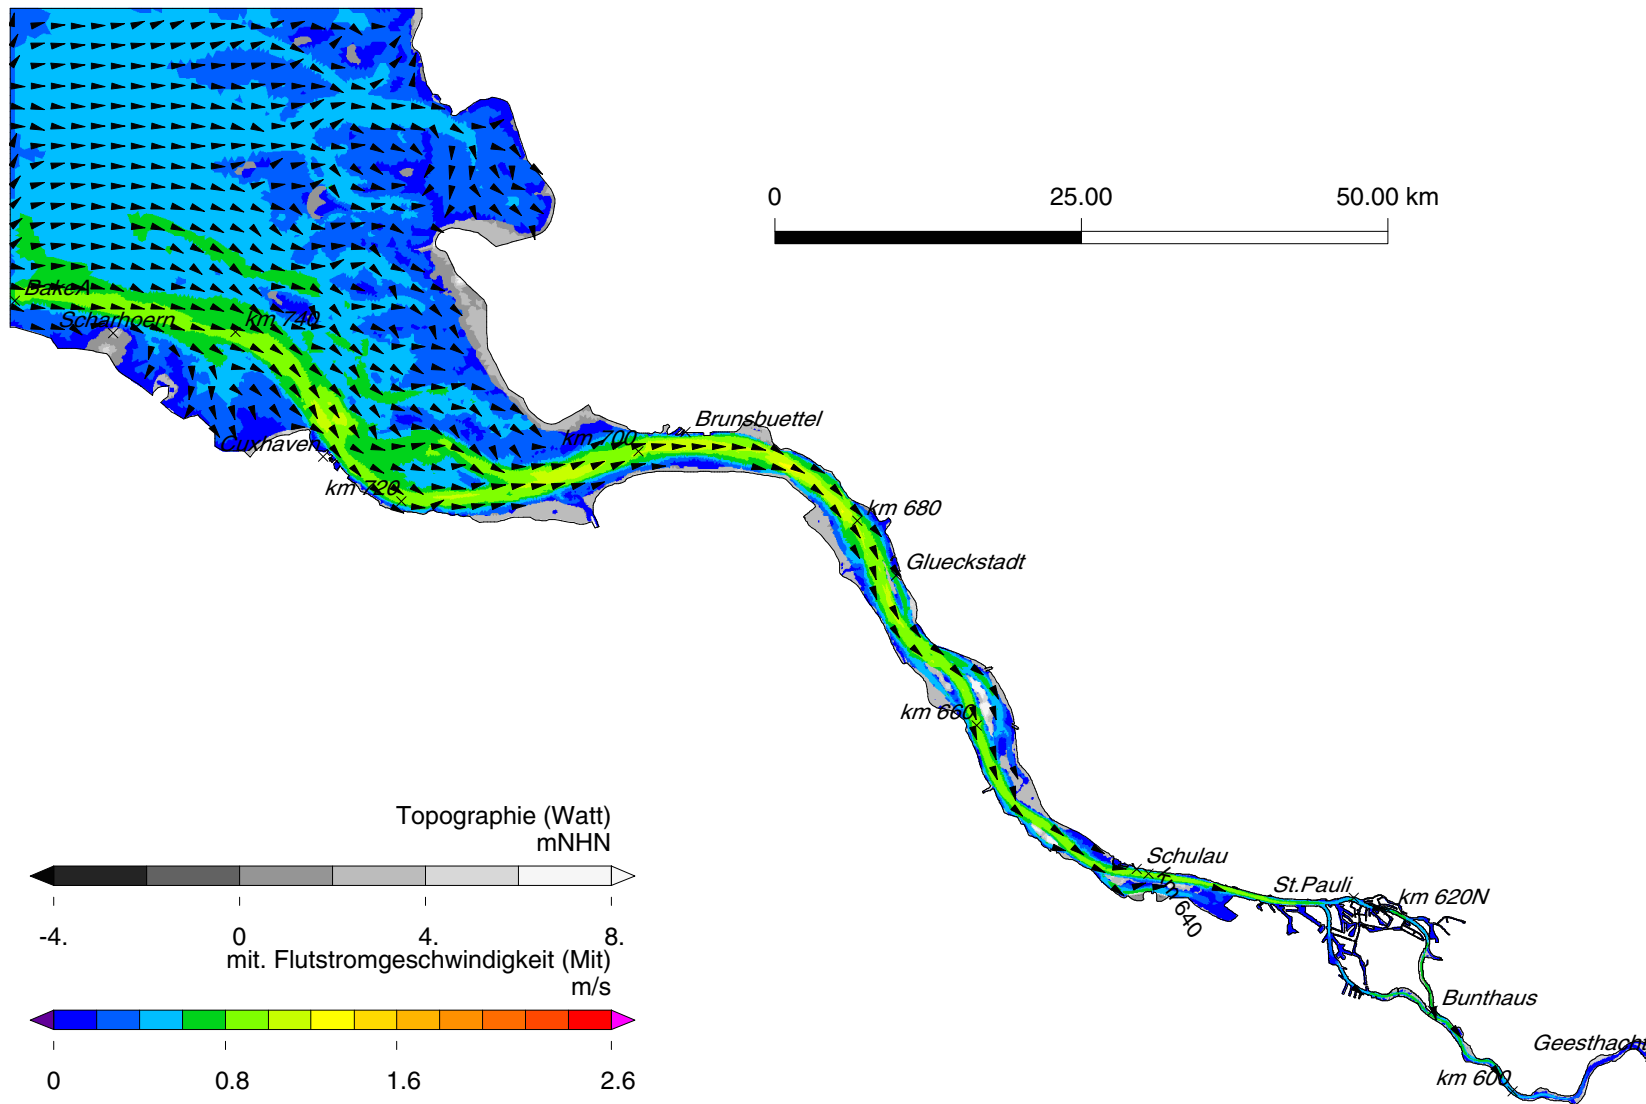 0 25.00 50.00 km
BakeA
Scharhoern
km 740
Cuxhaven
km 720
km 700
Brunsbuettel
km 680
Glueckstadt
km 660
Schulau
km 640
St.Pauli
km 620N
Bunthaus
Geesthacht
km 600
Topographie (Watt)
mNHN
-4. 0 4. 8.
mit. Flutstromgeschwindigkeit (Mit)
m/s
0 0.8 1.6 2.6